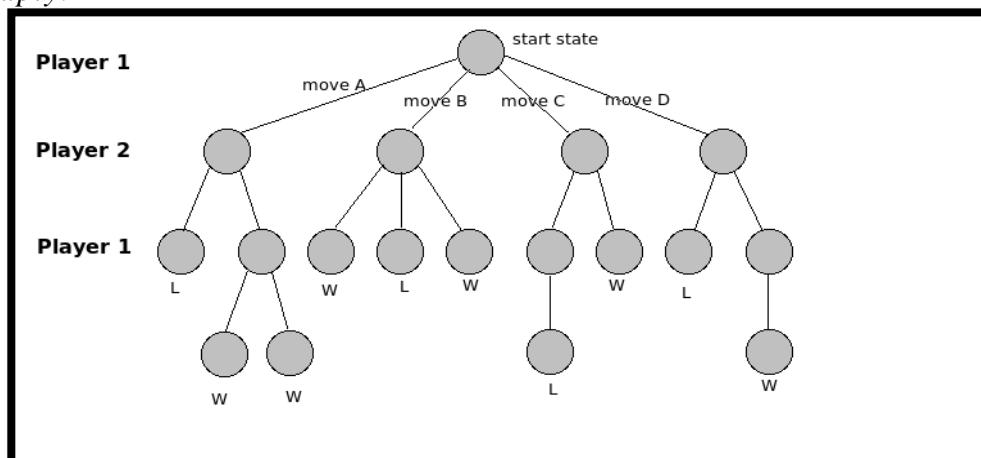 start state
Player 1
move A
move B move C move D
Player 2
Player 1
L W L W W L
L W
W W